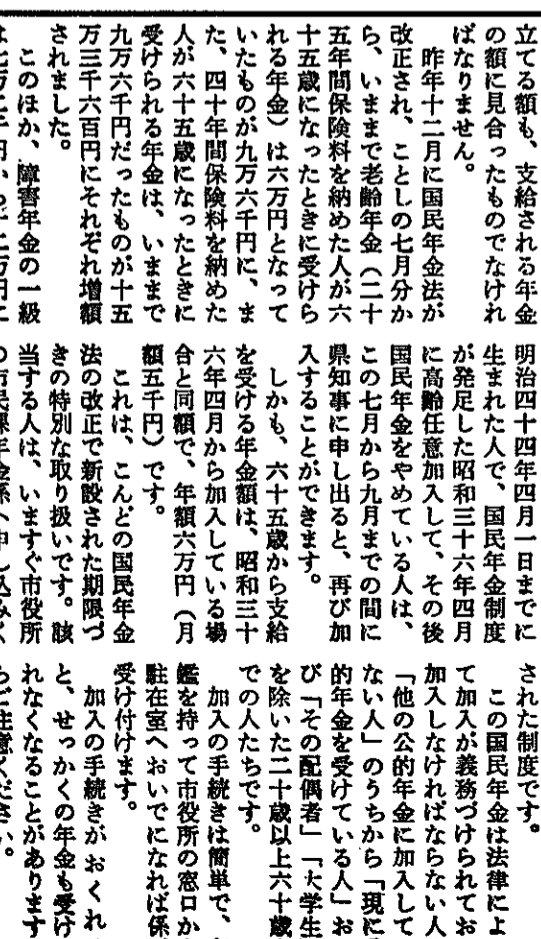 立てる額も、支給される年金
の額に見合ったものでなけれ
ばなりません。
昨年十二月に国民年金法が
改正され、ことしの七月分か
ら、いままで老齢年金（二十
五年間保険料を納めた人が六
十五歳になったときに受けら
れる年金）は六万円となって
いたものが九万六千円に、ま
た、四十年間保険料を納めた
人が六十五歳になったときに
受けられる年金は、いままで
九万六千円だったものが十五
万三千六百円にそれぞれ増額
されました。
このほか、障害年金の一級
明治四十四年四月一日までに
生まれた人で、国民年金制度
が発足した昭和三十六年四月
に高齢任意加入して、その後
国民年金をやめている人は、
この七月から九月までの間に
県知事に申し出ると、再び加
入することができます。
しかも、六十五歳から支給
を受ける年金額は、昭和三十
六年四月から加入している場
合と同額で、年額六万円（月
額五千円）です。
これは、こんどの国民年金
法の改正で新設された期限づ
きの特別な取り扱いです。該
当する人は、いますぐ市役所
の市民課年金係へ申し込みく
された制度です。
この国民年金は法律によ
て加入が義務づけられてお
加入しなければならない人
「他の公的年金に加入して
ない人」のうちから「現に
的年金を受けている人」お
び「その配偶者」「大学生
を除いた二十歳以上六十歳
での人たちです。
加入の手続きは簡単で、
鑑を持って市役所の窓口か
駐在室へおいでになれば係
受け付けます。
加入の手続きがおくれ
と、せっかくの年金も受け
れなくなることがあります
らご注意ください。